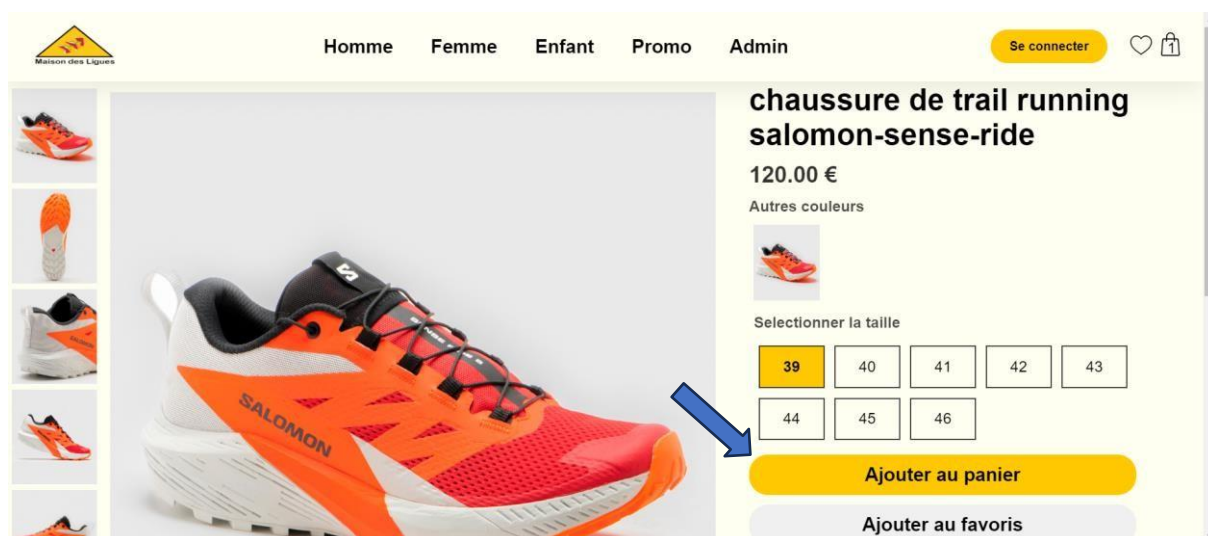 Maison des Ligues
Homme Femme Enfant Promo Admin
Se connecter
1
chaussure de trail running
salomon-sense-ride
120.00 €
Autres couleurs
Selectionner la taille
39 40 41 42 43
44 45 46
Ajouter au panier
Ajouter au favoris
SALOMON